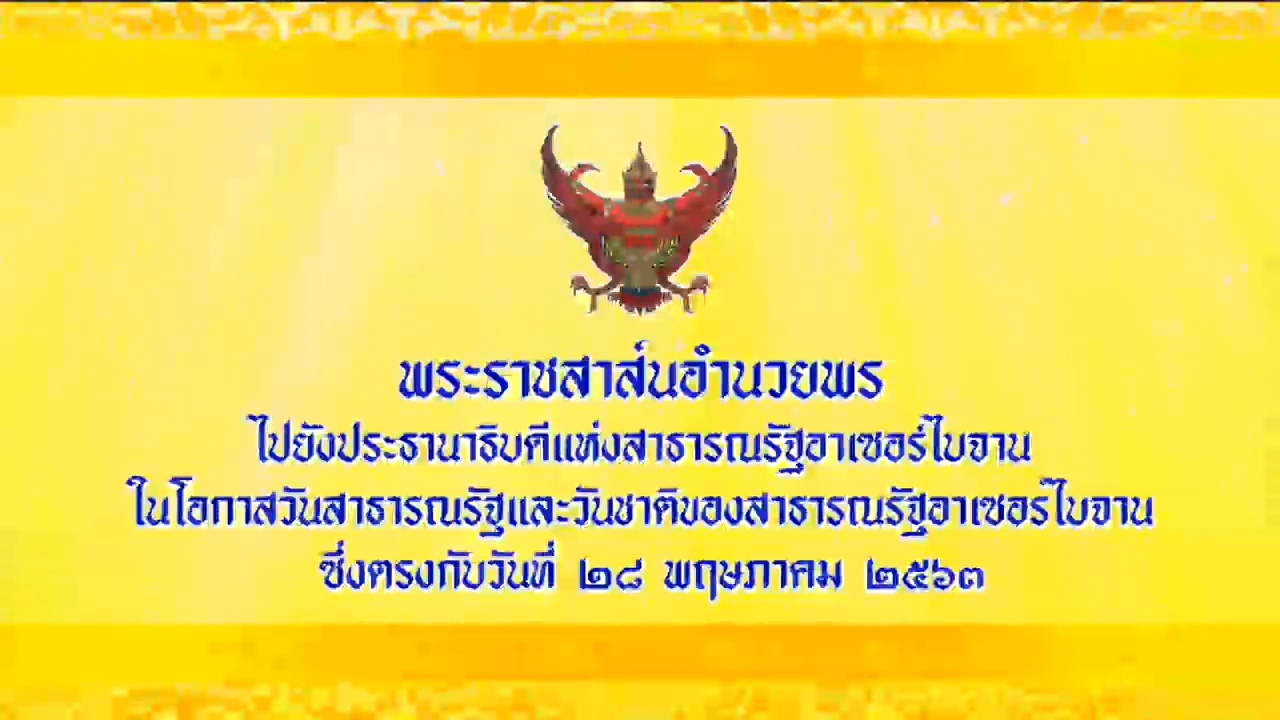 พระราชสาส์นอำนวยพร
ไปยังประธานาธิบดีแห่งสาธารณรัฐอาเซอร์ไบจาน
ในโอกาสวันสาธารณรัฐและวันชาติของสาธารณรัฐอาเซอร์ไบจาน
ซึ่งตรงกับวันที่ ๒๘ พฤษภาคม ๒๕๖๓